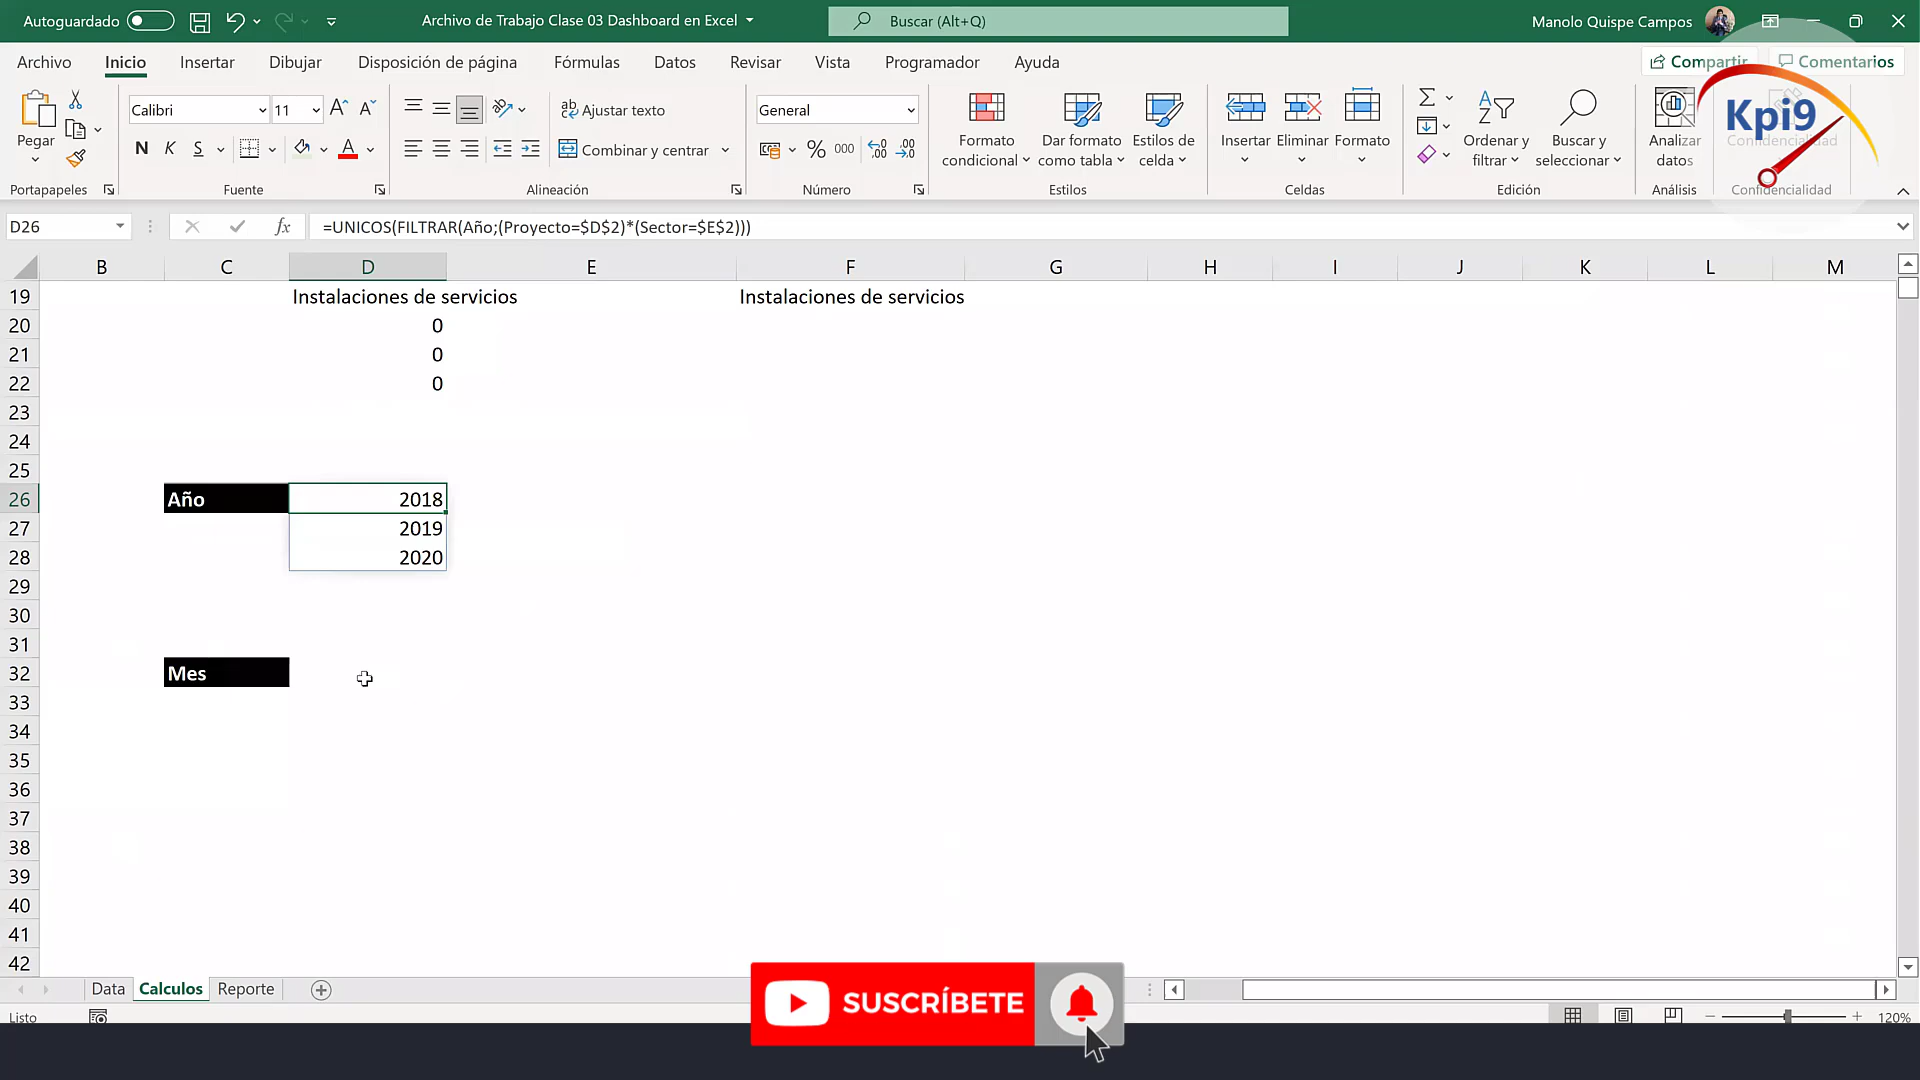 Autoguardado
Archivo de Trabajo Clase 03 Dashboard en Excel
Buscar (Alt+Q)
Manolo Quispe Campos
Archivo Inicio Insertar Dibujar Disposición de página Fórmulas Datos Revisar Vista Programador Ayuda
Compartir
Comentarios
Pegar
Portapapeles
Calibri
11
N K S
A
Fuente
ab Ajustar texto
Combinar y centrar
Alineación
General
% 000
Número
Formato condicional
Dar formato como tabla
Estilos de celda
Estilos
Insertar Eliminar Formato
Celdas
Ordenar y filtrar
Buscar y seleccionar
Edición
Analizar datos
Análisis
Confidencialidad
Confidencialidad
Kpi9
D26
fx
=UNICOS(FILTRAR(Año;(Proyecto=$D$2)*(Sector=$E$2)))
B C D E F G H I J K L M
19 Instalaciones de servicios Instalaciones de servicios
20 0
21 0
22 0
23
24
25
26 Año 2018
27 2019
28 2020
29
30
31
32 Mes
33
34
35
36
37
38
39
40
41
42
Data Calculos Reporte
Listo
120%
SUSCRÍBETE